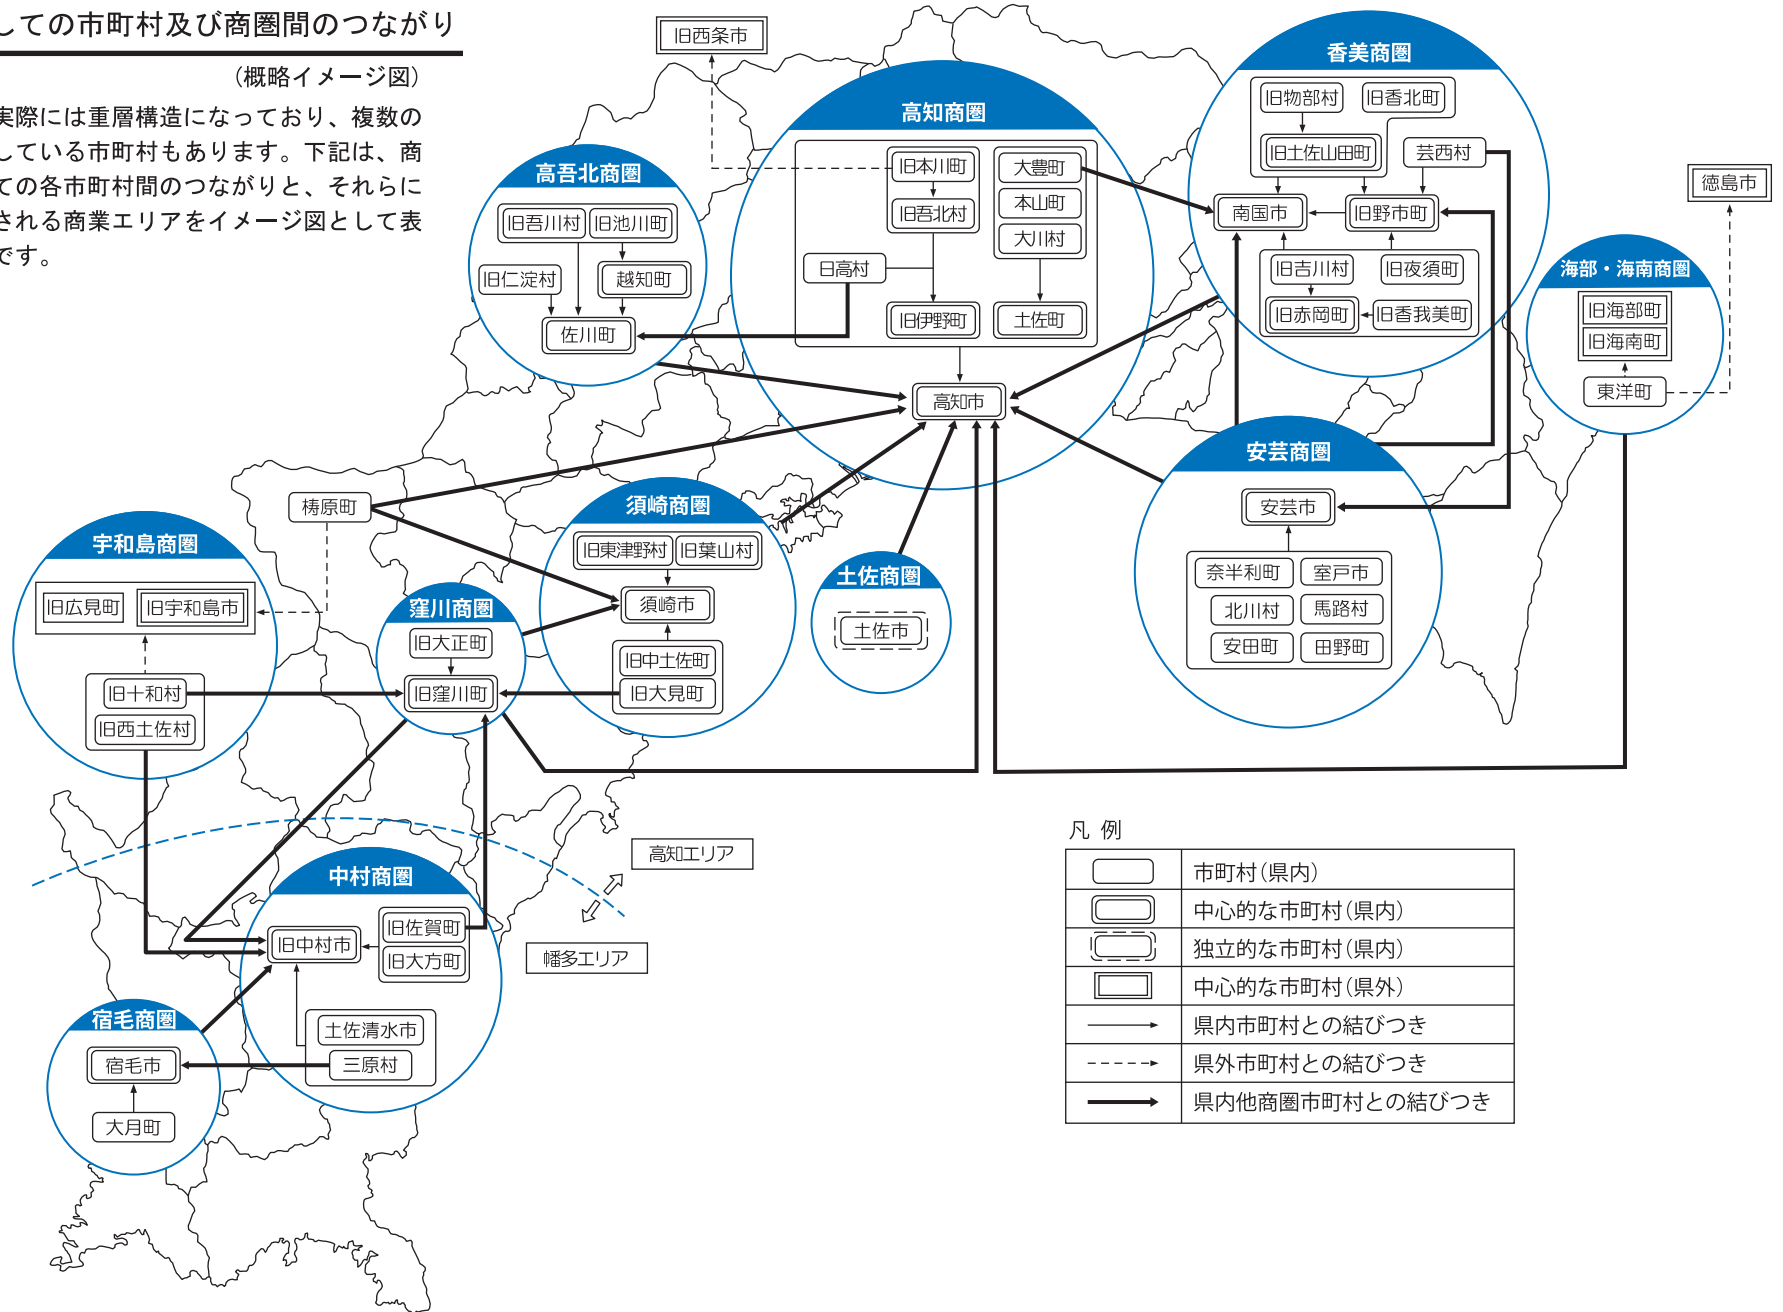 しての市町村及び商圏間のつながり
（概略イメージ図）
実際には重層構造になっており、複数の
している市町村もあります。下記は、商
ての各市町村間のつながりと、それらに
される商業エリアをイメージ図として表
です。
旧西条市
高知商圏
旧本川町
旧吾北村
大豊町
本山町
大川村
日高村
旧伊野町
土佐町
高知市
香美商圏
旧物部村
旧香北町
旧土佐山田町
芸西村
南国市
旧野市町
旧吉川村
旧夜須町
旧赤岡町
旧香我美町
徳島市
海部・海南商圏
旧海部町
旧海南町
東洋町
高吾北商圏
旧吾川村
旧池川町
旧仁淀村
越知町
佐川町
安芸商圏
安芸市
奈半利町
室戸市
北川村
馬路村
安田町
田野町
梼原町
須崎商圏
旧東津野村
旧葉山村
須崎市
旧中土佐町
旧大見町
土佐商圏
土佐市
宇和島商圏
旧広見町
旧宇和島市
旧十和村
旧西土佐村
窪川商圏
旧大正町
旧窪川町
高知エリア
幡多エリア
中村商圏
旧中村市
旧佐賀町
旧大方町
土佐清水市
三原村
宿毛商圏
宿毛市
大月町
凡 例
市町村（県内）
中心的な市町村（県内）
独立的な市町村（県内）
中心的な市町村（県外）
県内市町村との結びつき
県外市町村との結びつき
県内他商圏市町村との結びつき